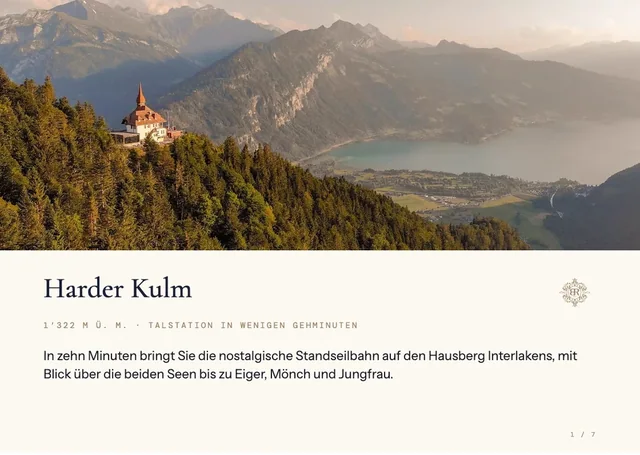 Harder Kulm
1'322 M Ü. M. · TALSTATION IN WENIGEN GEHMINUTEN
In zehn Minuten bringt Sie die nostalgische Standseilbahn auf den Hausberg Interlakens, mit
Blick über die beiden Seen bis zu Eiger, Mönch und Jungfrau.
1 / 7